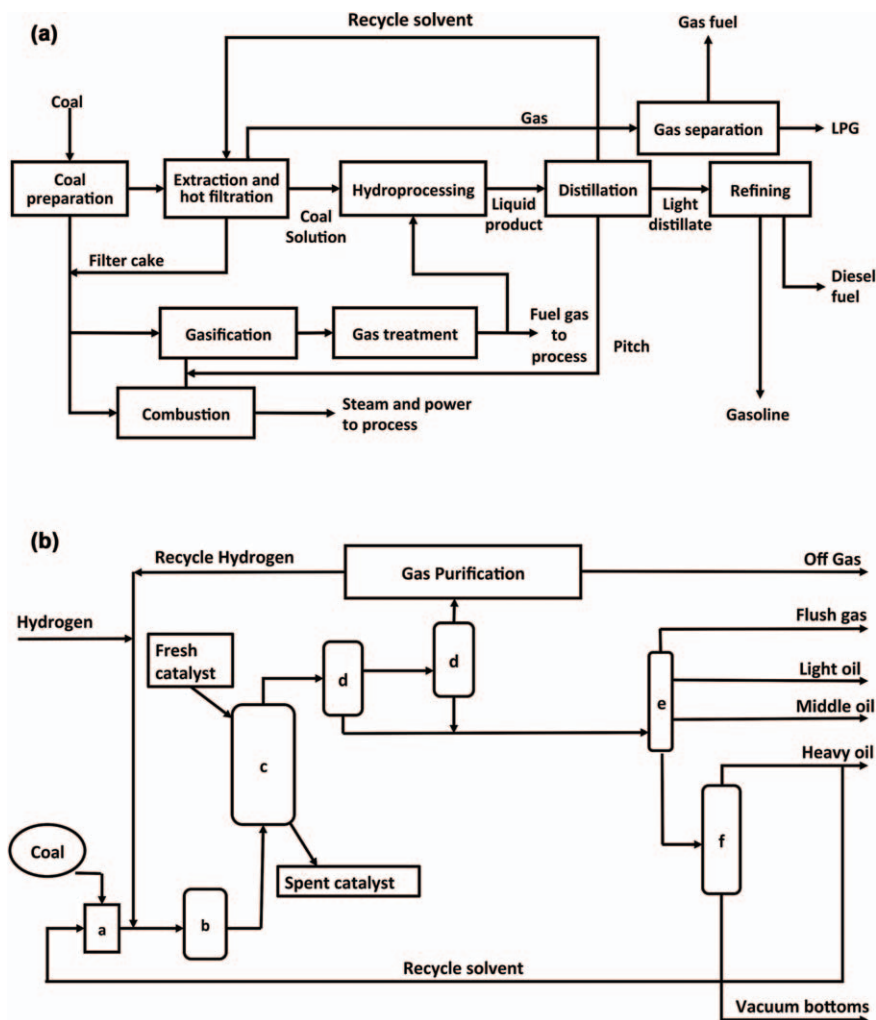 (a)
Recycle solvent
Gas fuel
Coal
Gas
Gas separation
LPG
Coal
preparation
Extraction and
hot filtration
Hydroprocessing
Distillation
Refining
Coal
Solution
Liquid
product
Light
distillate
Filter cake
Diesel
fuel
Gasification
Gas treatment
Fuel gas
to
process
Pitch
Combustion
Steam and power
to process
Gasoline
(b)
Recycle Hydrogen
Gas Purification
Off Gas
Hydrogen
Flush gas
Fresh
catalyst
d
d
Light oil
e
Middle oil
c
Heavy oil
Coal
f
Spent catalyst
a
b
Recycle solvent
Vacuum bottoms